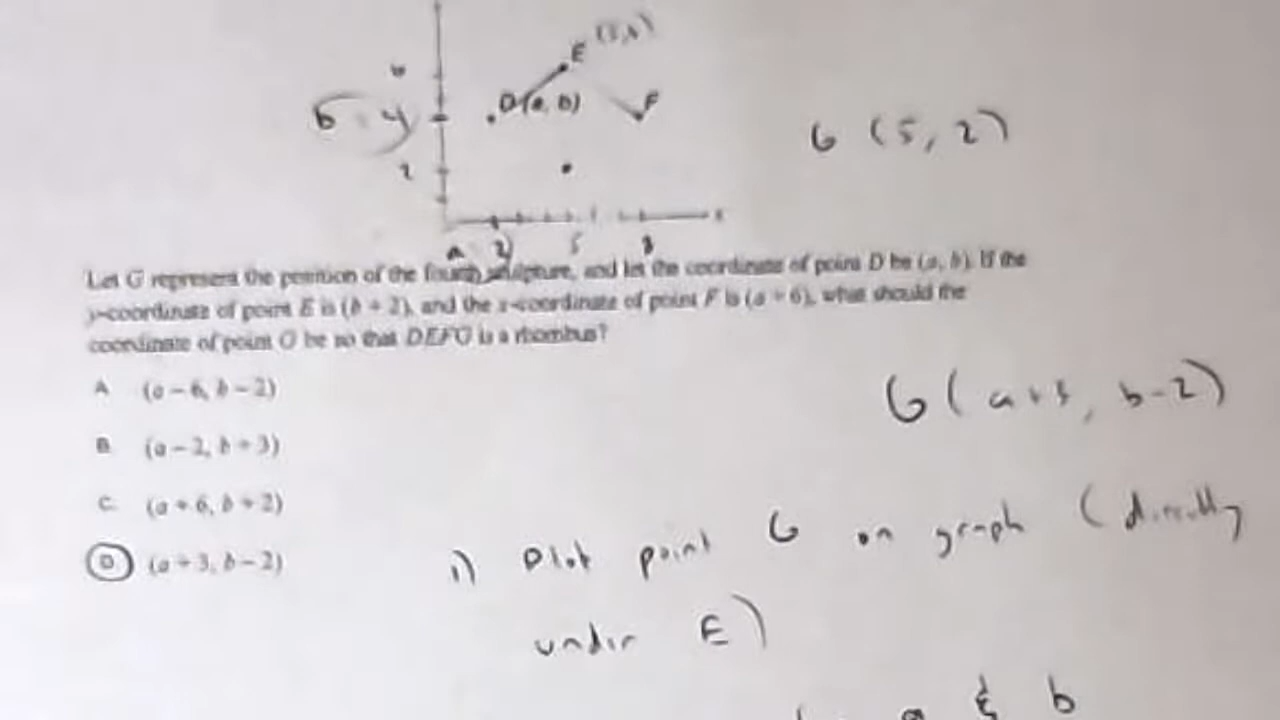 E (5,6)
6
D(a, b)
F
b = 4
G (5, 2)
2
x
a 2 5 8
Let G represent the position of the fourth sculpture, and let the coordinates of point D be (a, b). If the
y-coordinate of point E is (b + 2), and the x-coordinate of point F is (a + 6), what should the
coordinate of point G be so that DEFG is a rhombus?
A. (a − 6, b − 2)
G( a+3, b-2)
B. (a − 2, b + 3)
C. (a + 6, b + 2)
D (a + 3, b − 2)
1) Plot point G on graph (directly
under E)
a & b